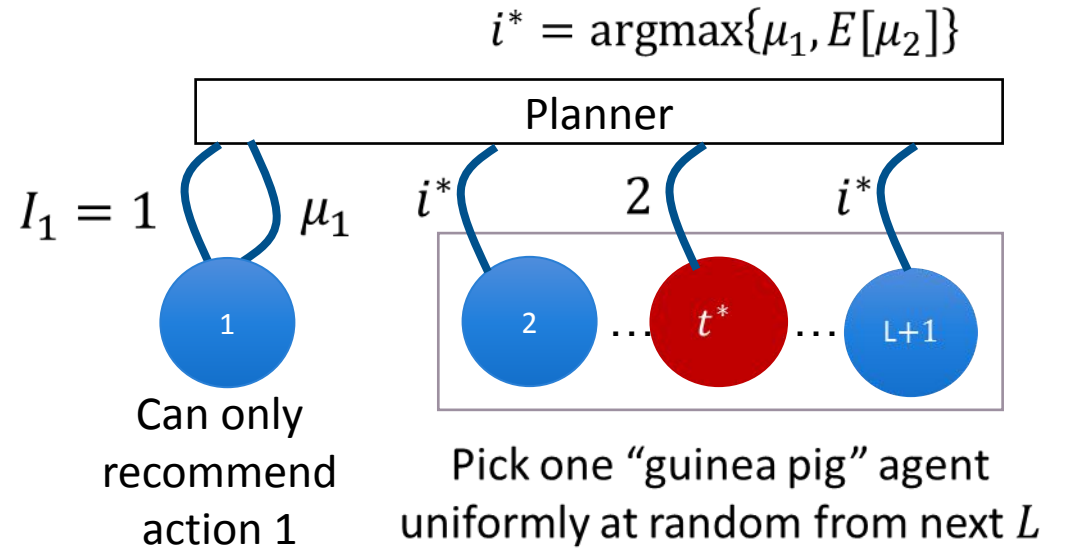 i* = argmax{μ₁, E[μ₂]}
Planner
I₁ = 1
μ₁
i*
2
i*
1
2
...
t*
...
L+1
Can only
recommend
action 1
Pick one “guinea pig” agent
uniformly at random from next L